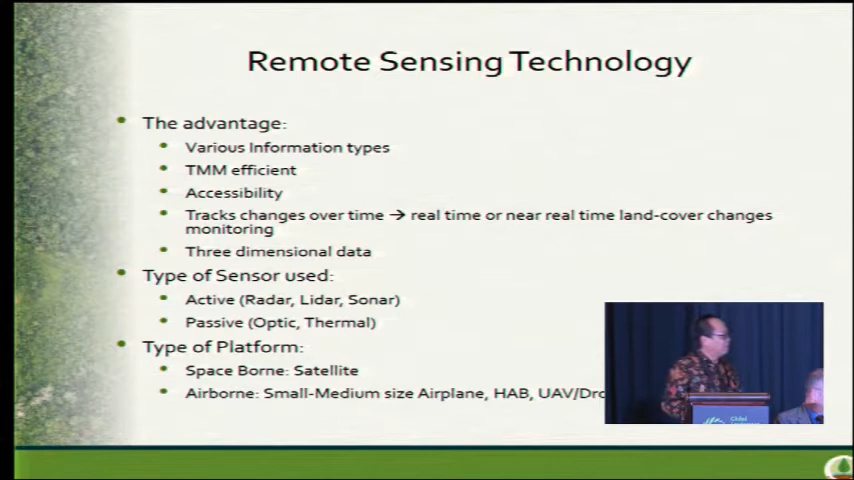 Remote Sensing Technology
The advantage:
Various Information types
TMM efficient
Accessibility
Tracks changes over time → real time or near real time land-cover changes
monitoring
Three dimensional data
Type of Sensor used:
Active (Radar, Lidar, Sonar)
Passive (Optic, Thermal)
Type of Platform:
Space Borne: Satellite
Airborne: Small-Medium size Airplane, HAB, UAV/Dro
Global